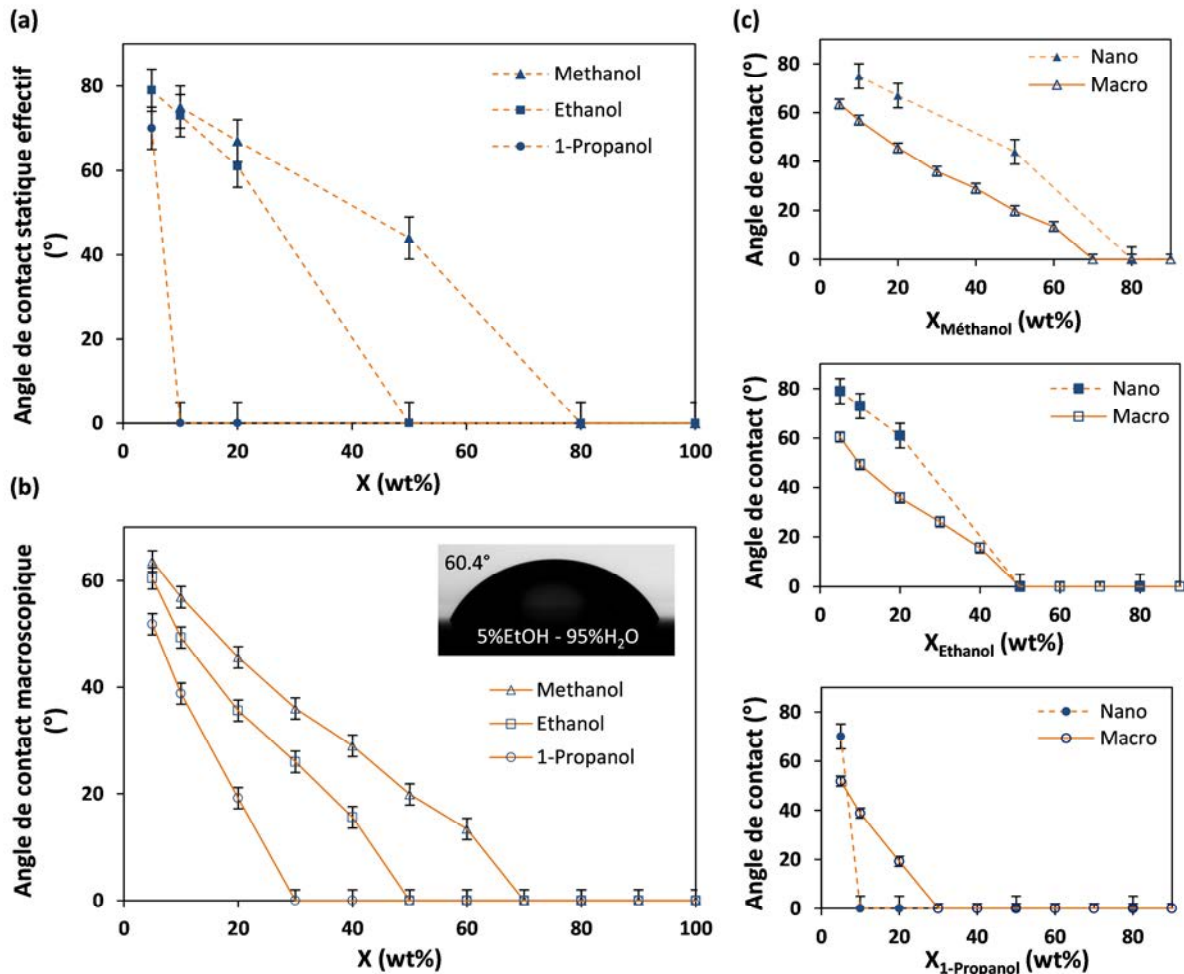 (a)
Angle de contact statique effectif
(°)
80
60
40
20
0
Methanol
Ethanol
1-Propanol
0 20 40 60 80 100
X (wt%)
(b)
Angle de contact macroscopique
(°)
60
40
20
0
60.4°
5%EtOH - 95%H₂O
Methanol
Ethanol
1-Propanol
0 20 40 60 80 100
X (wt%)
(c)
Angle de contact (°)
80
60
40
20
0
Nano
Macro
0 20 40 60 80
XMéthanol (wt%)
Angle de contact (°)
80
60
40
20
0
Nano
Macro
0 20 40 60 80
XEthanol (wt%)
Angle de contact (°)
80
60
40
20
0
Nano
Macro
0 20 40 60 80
X1-Propanol (wt%)